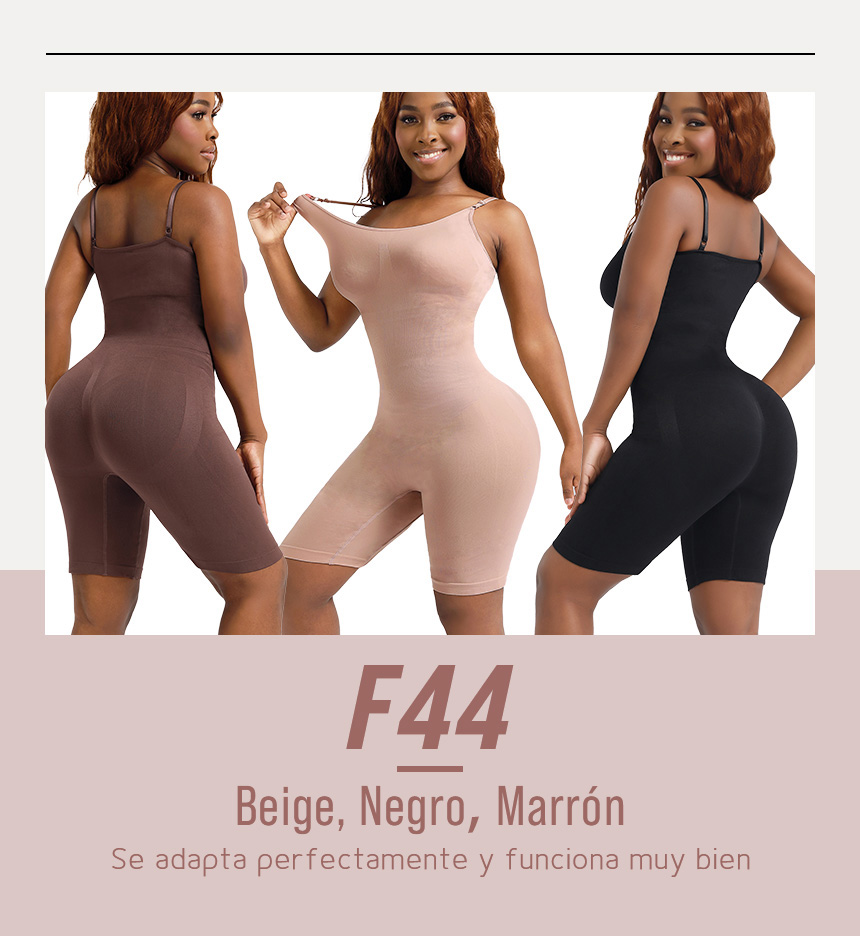 F44
Beige, Negro, Marrón
Se adapta perfectamente y funciona muy bien